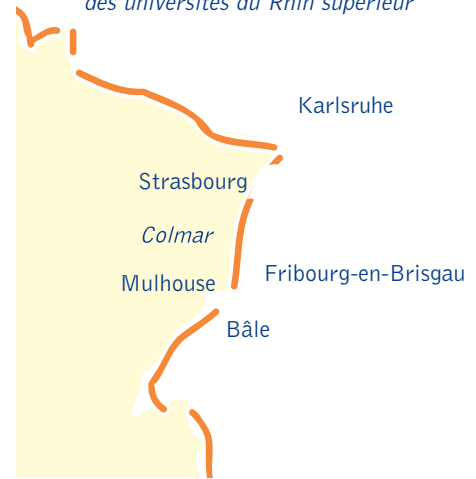 des universités du Rhin supérieur
Karlsruhe
Strasbourg
Colmar
Fribourg-en-Brisgau
Mulhouse
Bâle